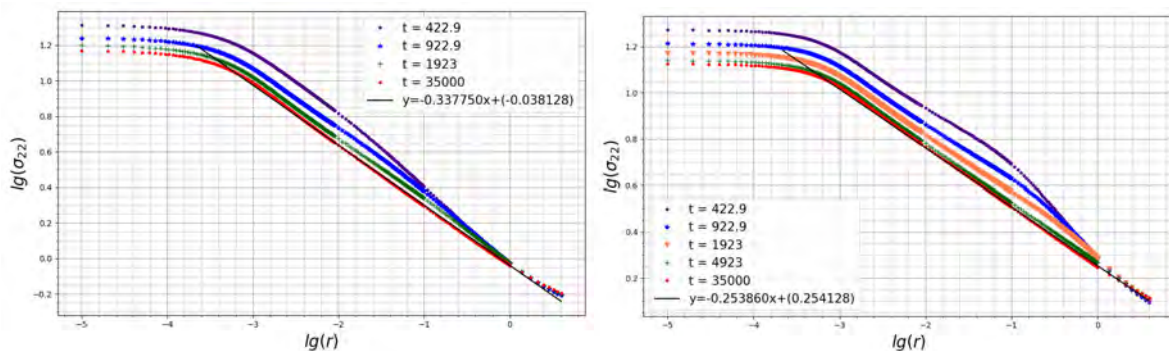 t = 422.9
t = 922.9
t = 1923
t = 35000
y=-0.337750x+(-0.038128)
lg(σ₂₂)
1.2
1.0
0.8
0.6
0.4
0.2
0.0
−0.2
−5
−4
−3
−2
−1
0
lg(r)
lg(σ₂₂)
1.2
1.0
0.8
0.6
0.4
0.2
t = 422.9
t = 922.9
t = 1923
t = 4923
t = 35000
y=-0.253860x+(0.254128)
−5
−4
−3
−2
−1
0
lg(r)